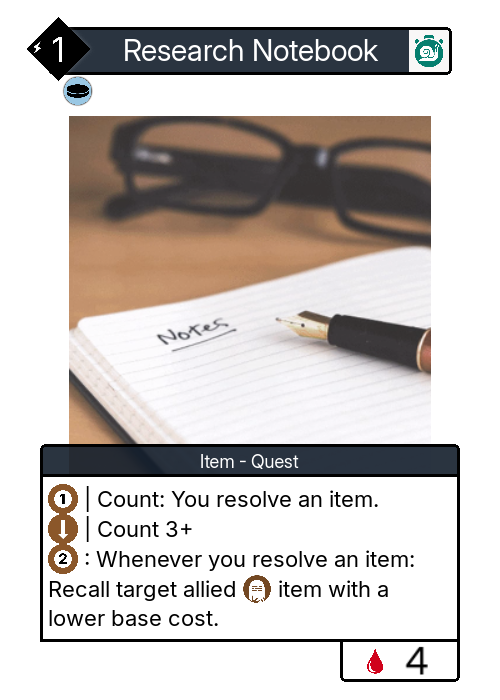 1 Research Notebook
Notes
Item - Quest
1 | Count: You resolve an item.
| Count 3+
2 : Whenever you resolve an item:
Recall target allied item with a
lower base cost.
4